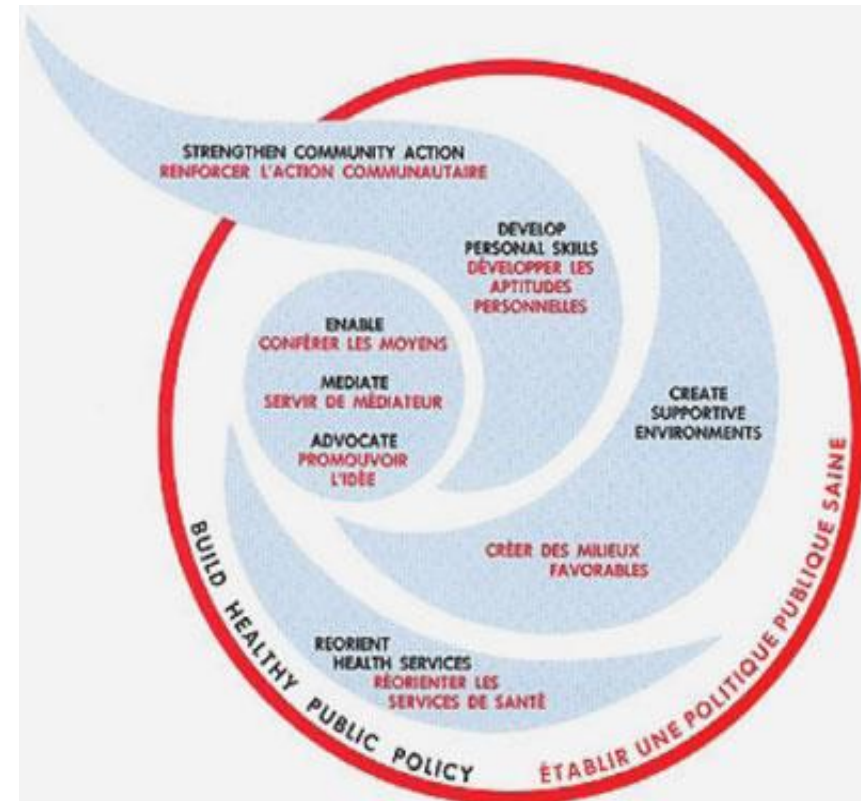 STRENGTHEN COMMUNITY ACTION
RENFORCER L'ACTION COMMUNAUTAIRE
DEVELOP
PERSONAL SKILLS
DÉVELOPPER LES
APTITUDES
PERSONNELLES
ENABLE
CONFÉRER LES MOYENS
MEDIATE
SERVIR DE MÉDIATEUR
ADVOCATE
PROMOUVOIR
L'IDÉE
CREATE
SUPPORTIVE
ENVIRONMENTS
CRÉER DES MILIEUX
FAVORABLES
REORIENT
HEALTH SERVICES
RÉORIENTER LES
SERVICES DE SANTÉ
BUILD HEALTHY PUBLIC POLICY
ÉTABLIR UNE POLITIQUE PUBLIQUE SAINE